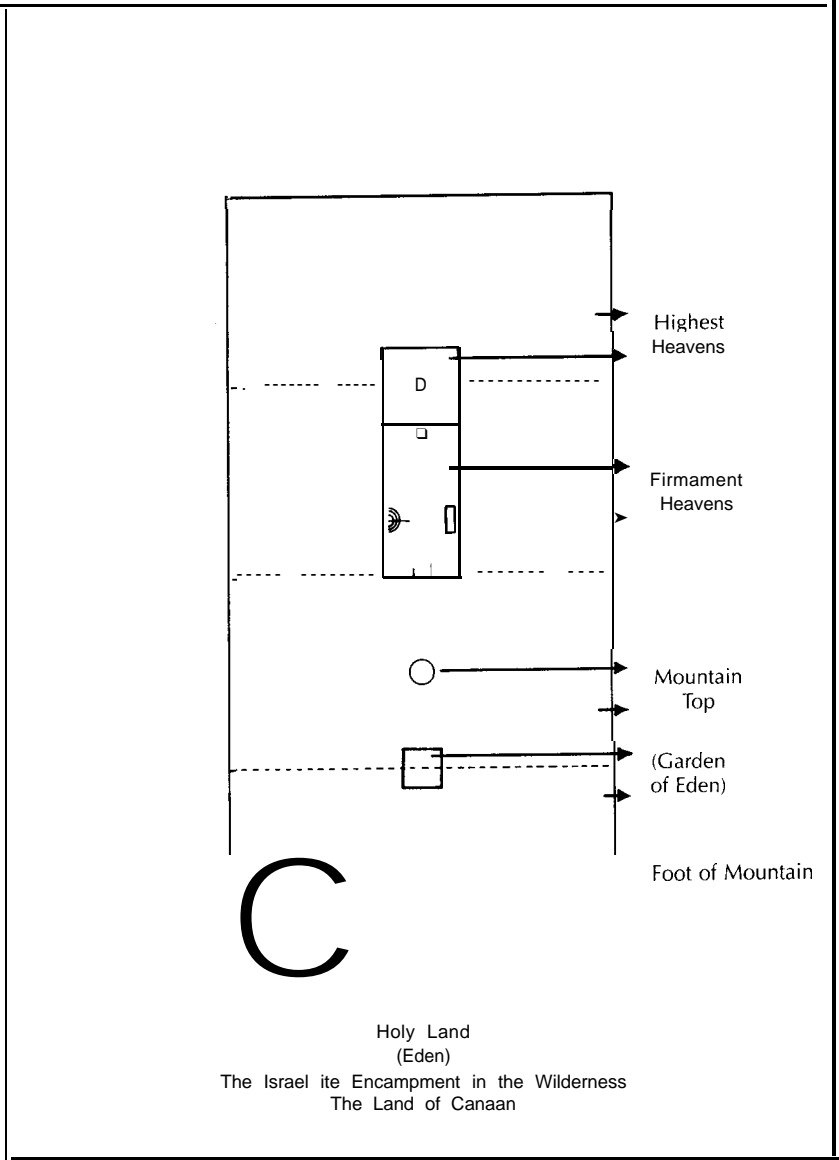 Highest
Heavens
D
Firmament
Heavens
Mountain
Top
(Garden
of Eden)
Foot of Mountain
C
Holy Land
(Eden)
The Israel ite Encampment in the Wilderness
The Land of Canaan